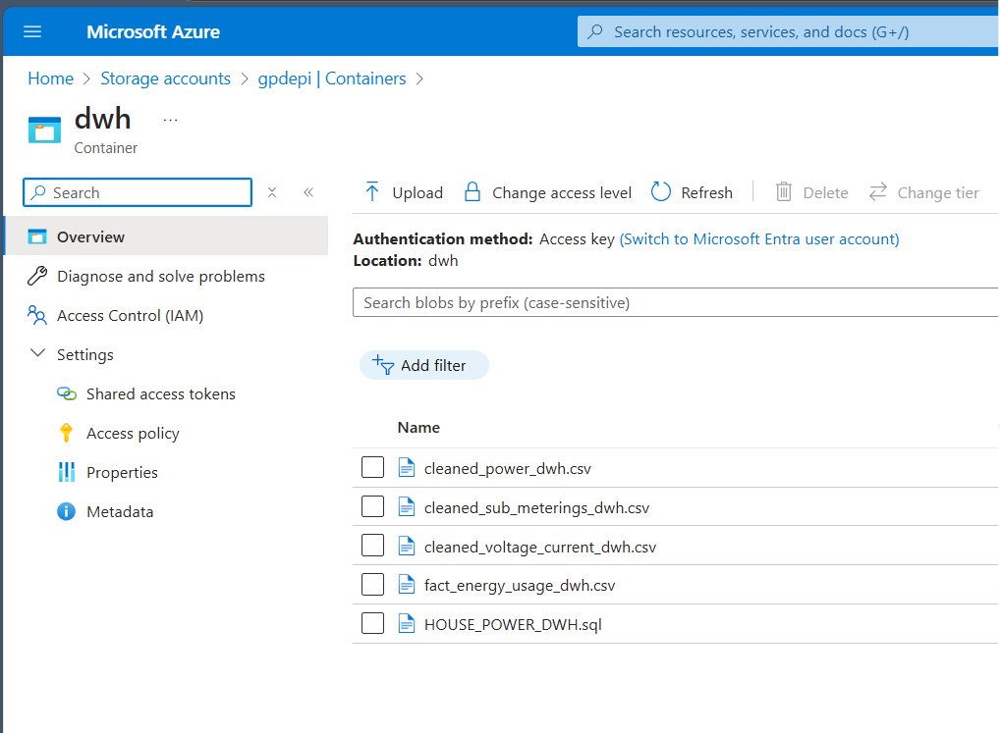 Microsoft Azure
Search resources, services, and docs (G+/)
Home > Storage accounts > gpdepi | Containers >
dwh ...
Container
Search
Upload Change access level Refresh Delete Change tier
Overview
Diagnose and solve problems
Access Control (IAM)
Settings
Shared access tokens
Access policy
Properties
Metadata
Authentication method: Access key (Switch to Microsoft Entra user account)
Location: dwh
Search blobs by prefix (case-sensitive)
Add filter
Name
cleaned_power_dwh.csv
cleaned_sub_meterings_dwh.csv
cleaned_voltage_current_dwh.csv
fact_energy_usage_dwh.csv
HOUSE_POWER_DWH.sql